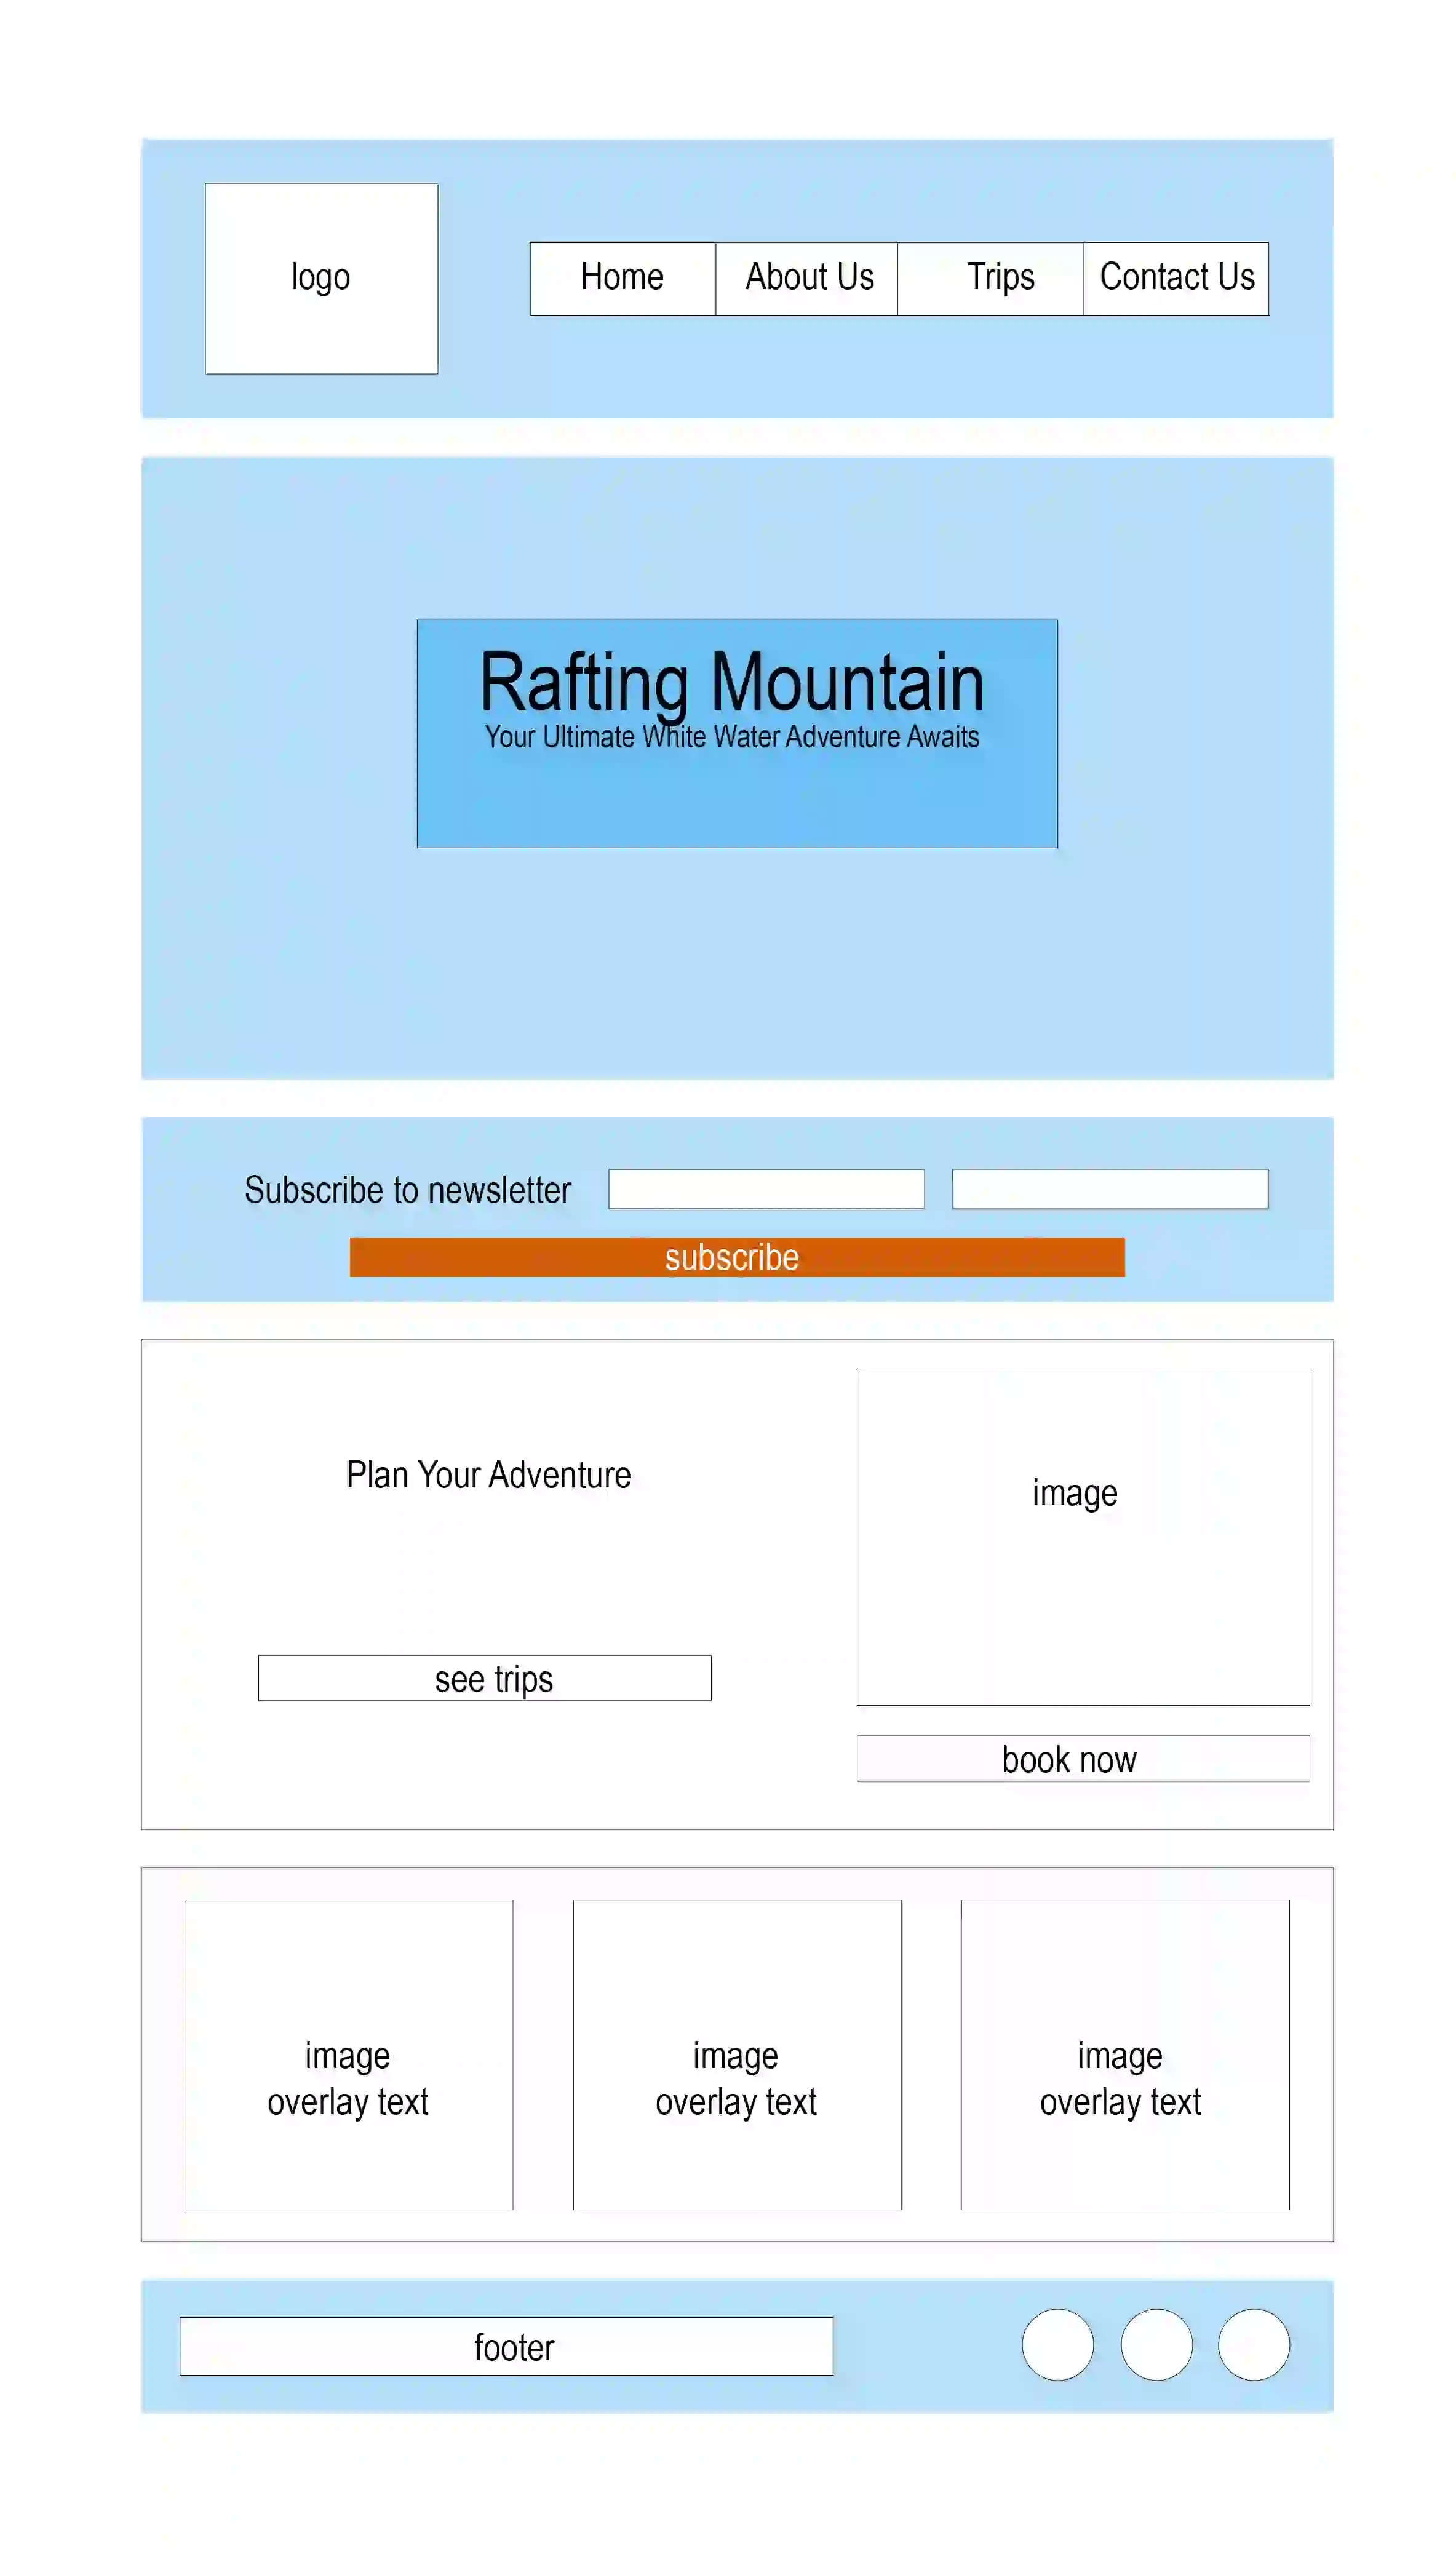 logo
Home
About Us
Trips
Contact Us
Rafting Mountain
Your Ultimate White Water Adventure Awaits
Subscribe to newsletter
subscribe
Plan Your Adventure
image
see trips
book now
image
overlay text
image
overlay text
image
overlay text
footer